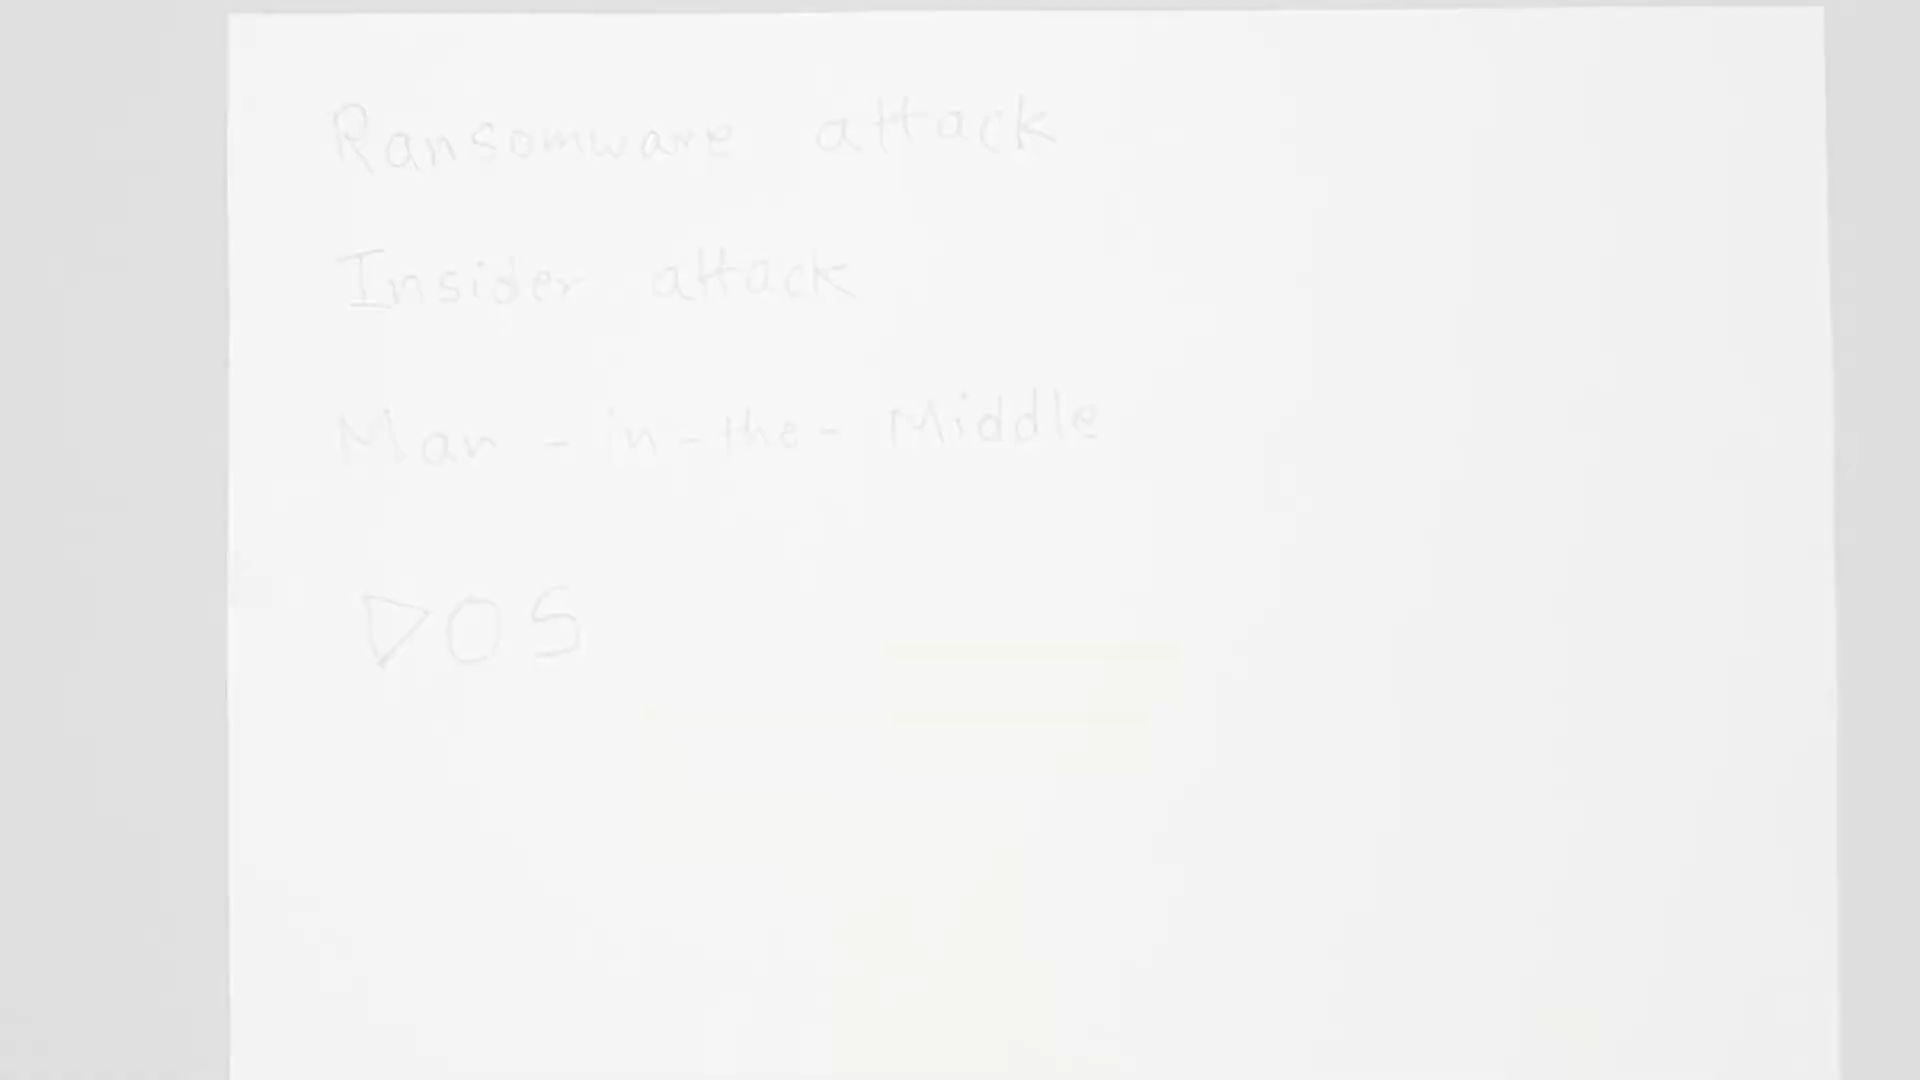 Ransomware attack
Insider attack
Man-in-the-Middle
DOS